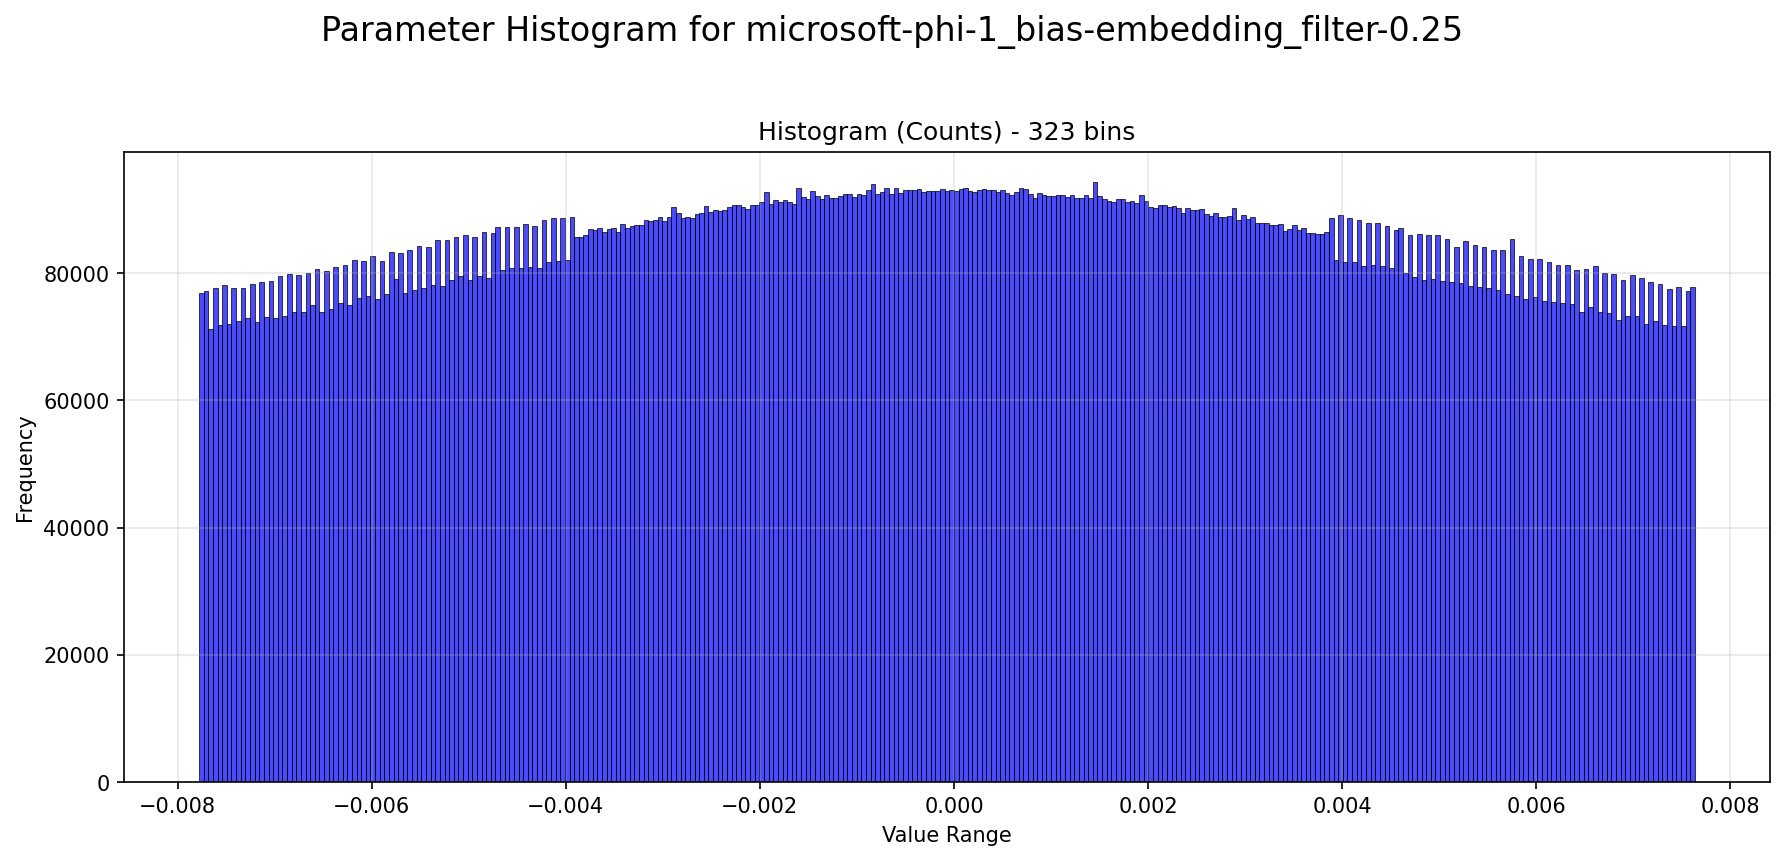 Parameter Histogram for microsoft-phi-1_bias-embedding_filter-0.25
Histogram (Counts) - 323 bins
Frequency
80000
60000
40000
20000
0
−0.008 −0.006 −0.004 −0.002 0.000 0.002 0.004 0.006 0.008
Value Range